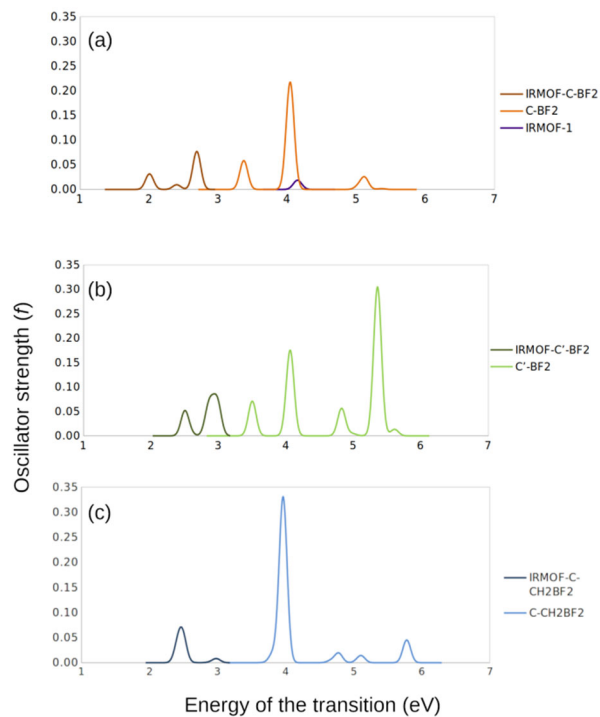 0.35
(a)
0.30
0.25
0.20
0.15
0.10
0.05
0.00
1 2 3 4 5 6 7
IRMOF-C-BF2
C-BF2
IRMOF-1
Oscillator strength (f)
0.35
(b)
0.30
0.25
0.20
0.15
0.10
0.05
0.00
1 2 3 4 5 6 7
IRMOF-C'-BF2
C'-BF2
0.35
(c)
0.30
0.25
0.20
0.15
0.10
0.05
0.00
1 2 3 4 5 6 7
IRMOF-C-
CH2BF2
C-CH2BF2
Energy of the transition (eV)